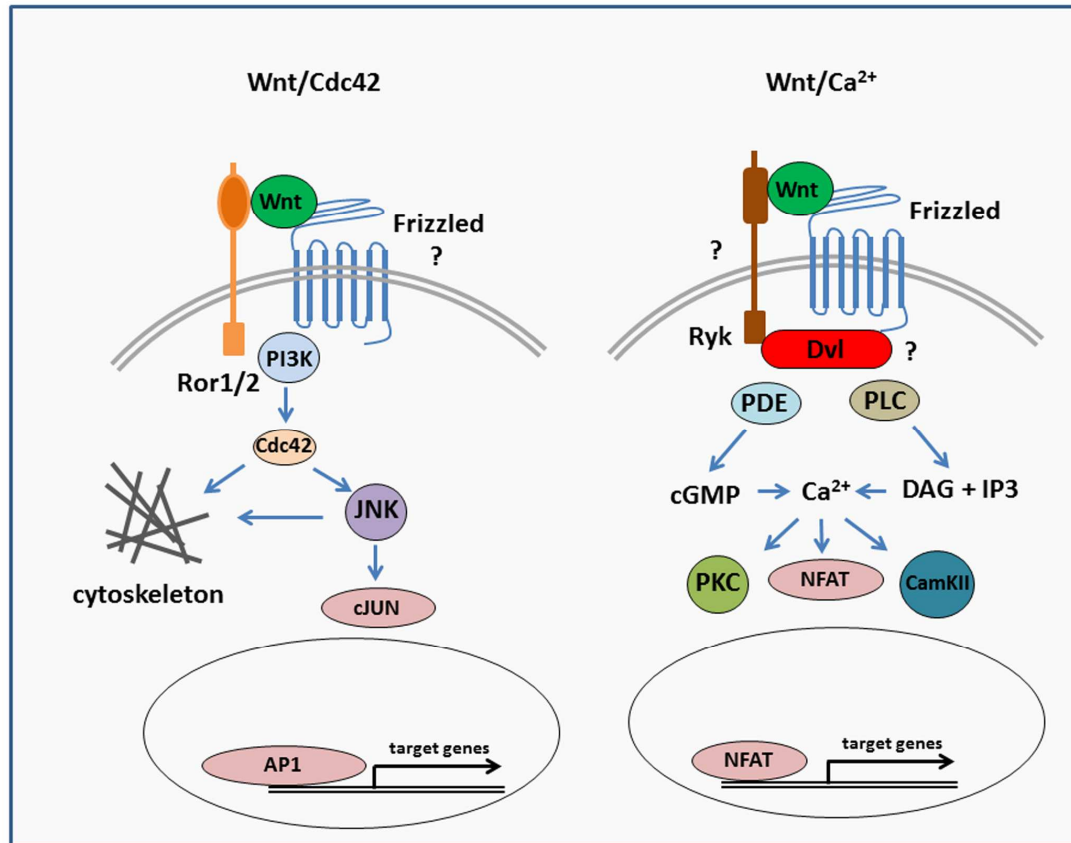 Wnt/Cdc42
Wnt
Frizzled
?
PI3K
Ror1/2
Cdc42
JNK
cytoskeleton
cJUN
AP1
target genes
Wnt/Ca²⁺
Wnt
Frizzled
?
Ryk
Dvl
?
PDE
PLC
cGMP
Ca²⁺
DAG + IP3
PKC
NFAT
CamKII
NFAT
target genes